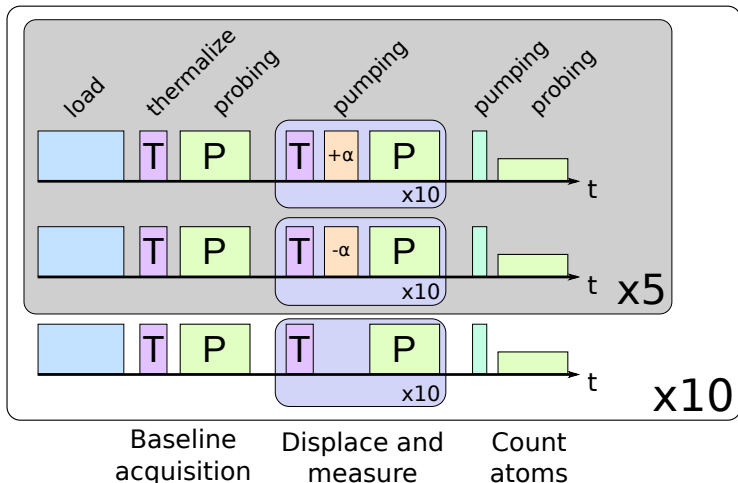 load
thermalize
probing
pumping
pumping
probing
T
P
T
+α
P
x10
t
T
P
T
-α
P
x10
t
x5
T
P
T
P
x10
t
x10
Baseline
acquisition
Displace and
measure
Count
atoms